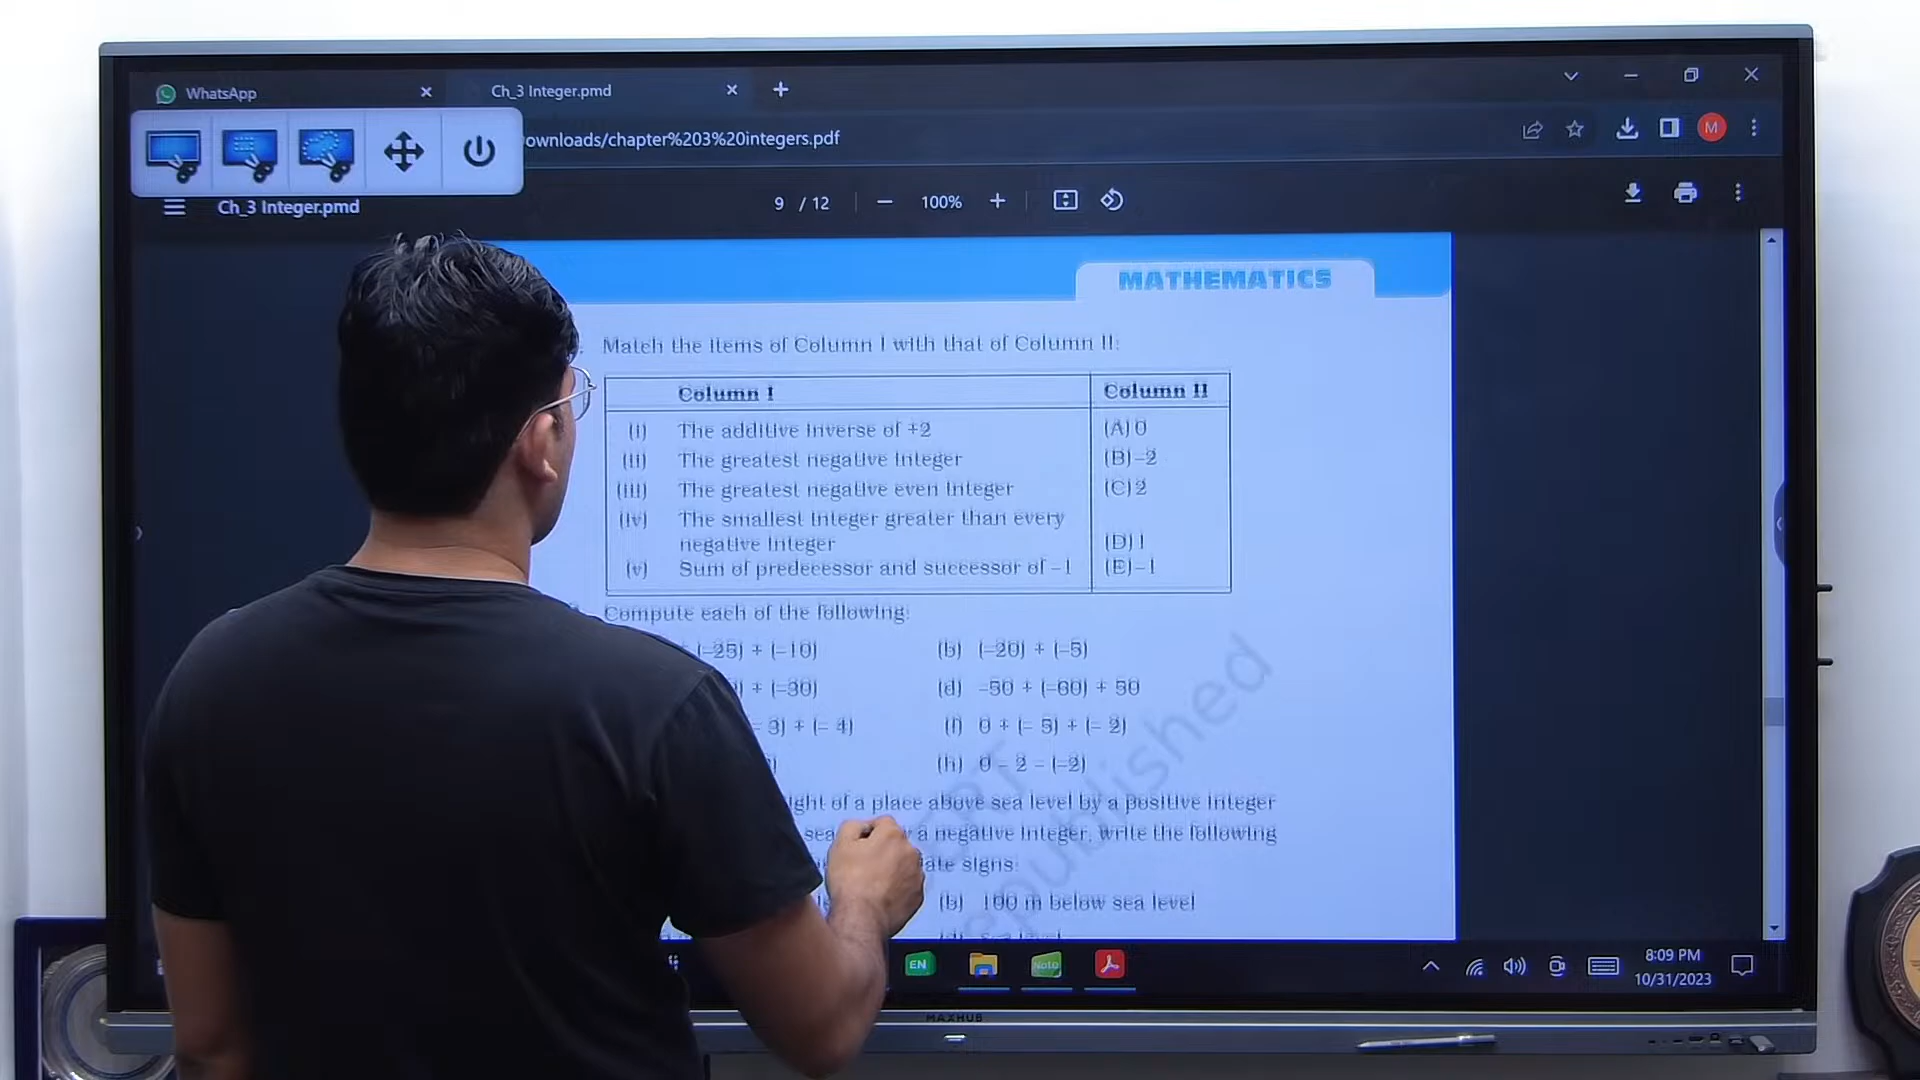 WhatsApp
Ch_3 Integer.pmd
ownloads/chapter%203%20integers.pdf
M
Ch_3 Integer.pmd
9 / 12
100%
MATHEMATICS
Match the items of Column I with that of Column II:
Column I Column II
(i) The additive inverse of +2 (A) 0
(ii) The greatest negative integer (B) –2
(iii) The greatest negative even integer (C) 2
(iv) The smallest integer greater than every
negative integer (D) 1
(v) Sum of predecessor and successor of –1 (E) –1
Compute each of the following:
+ (–25) + (–10) (b) (–20) + (–5)
) + (–30) (d) –50 + (–60) + 50
– 3) + (– 4) (f) 0 + (– 5) + (– 2)
) (h) 0 – 2 – (–2)
ight of a place above sea level by a positive integer
sea a negative integer, write the following
ate signs:
(b) 100 m below sea level
(d) sea level
epublished
EN
Note
8:09 PM
10/31/2023
MAXHUB